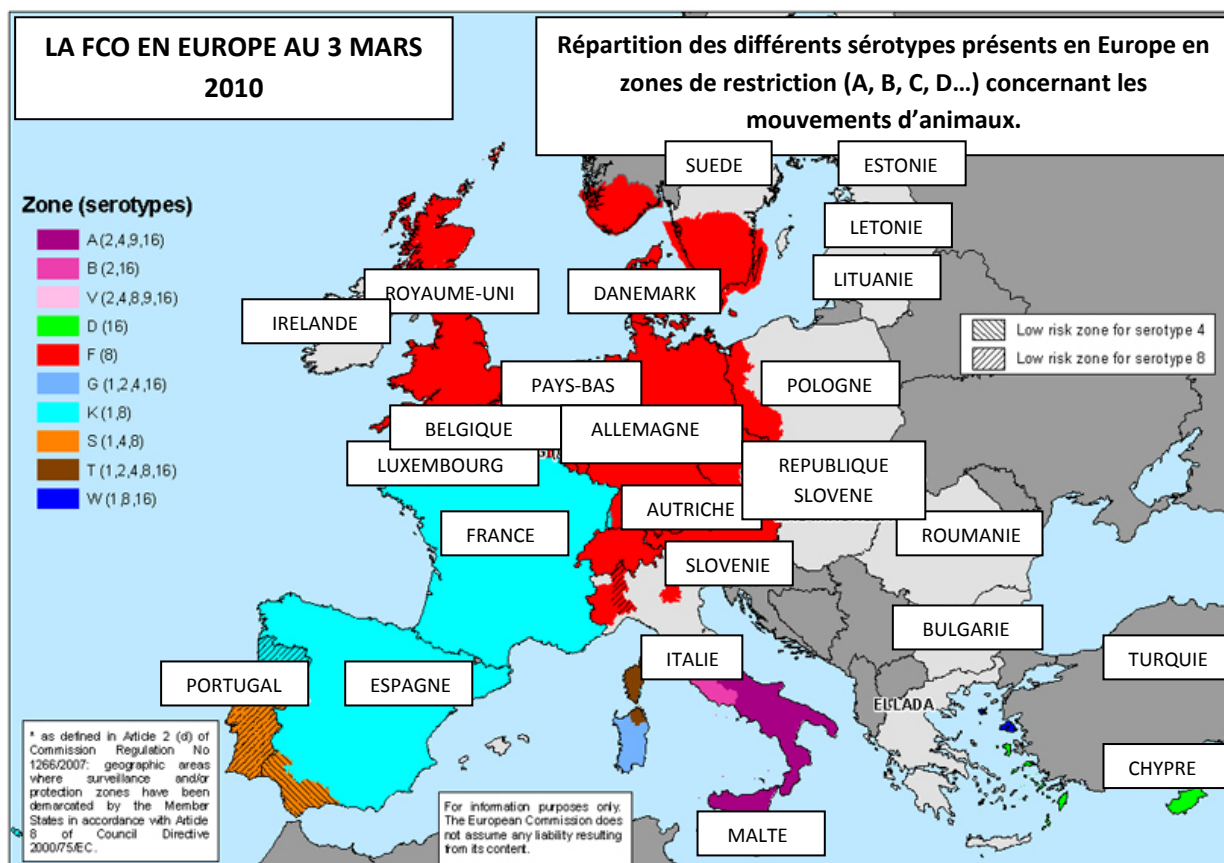 LA FCO EN EUROPE AU 3 MARS
2010
Répartition des différents sérotypes présents en Europe en
zones de restriction (A, B, C, D…) concernant les
mouvements d’animaux.
SUEDE
ESTONIE
Zone (serotypes)
A (2,4,9,16)
B (2,16)
V (2,4,8,9,16)
D (16)
F (8)
G (1,2,4,16)
K (1,8)
S (1,4,8)
T (1,2,4,8,16)
W (1,8,16)
LETONIE
LITUANIE
ROYAUME-UNI
DANEMARK
IRELANDE
Low risk zone for serotype 4
Low risk zone for serotype 8
PAYS-BAS
POLOGNE
BELGIQUE
ALLEMAGNE
LUXEMBOURG
REPUBLIQUE
SLOVENE
AUTRICHE
FRANCE
ROUMANIE
SLOVENIE
BULGARIE
ITALIE
TURQUIE
PORTUGAL
ESPAGNE
ELLADA
CHYPRE
MALTE
* as defined in Article 2 (d) of
Commission Regulation No
1266/2007: geographic areas
where surveillance and/or
protection zones have been
demarcated by the Member
States in accordance with Article
8 of Council Directive
2000/75/EC.
For information purposes only.
The European Commission does
not assume any liability resulting
from its content.